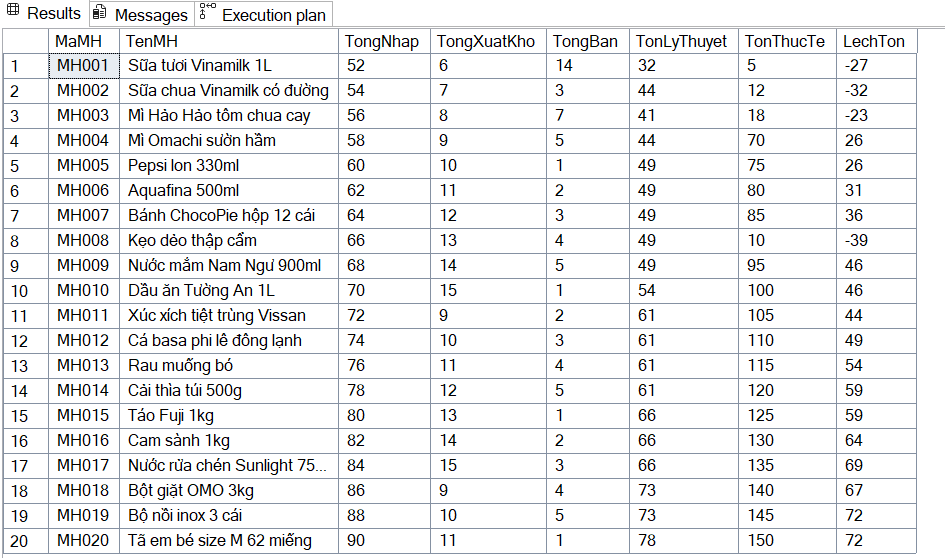 Results Messages Execution plan
MaMH TenMH TongNhap TongXuatKho TongBan TonLyThuyet TonThucTe LechTon
1 MH001 Sữa tươi Vinamilk 1L 52 6 14 32 5 -27
2 MH002 Sữa chua Vinamilk có đường 54 7 3 44 12 -32
3 MH003 Mì Hảo Hảo tôm chua cay 56 8 7 41 18 -23
4 MH004 Mì Omachi sườn hầm 58 9 5 44 70 26
5 MH005 Pepsi lon 330ml 60 10 1 49 75 26
6 MH006 Aquafina 500ml 62 11 2 49 80 31
7 MH007 Bánh ChocoPie hộp 12 cái 64 12 3 49 85 36
8 MH008 Kẹo dẻo thập cẩm 66 13 4 49 10 -39
9 MH009 Nước mắm Nam Ngư 900ml 68 14 5 49 95 46
10 MH010 Dầu ăn Tường An 1L 70 15 1 54 100 46
11 MH011 Xúc xích tiệt trùng Vissan 72 9 2 61 105 44
12 MH012 Cá basa phi lê đông lạnh 74 10 3 61 110 49
13 MH013 Rau muống bó 76 11 4 61 115 54
14 MH014 Cải thìa túi 500g 78 12 5 61 120 59
15 MH015 Táo Fuji 1kg 80 13 1 66 125 59
16 MH016 Cam sành 1kg 82 14 2 66 130 64
17 MH017 Nước rửa chén Sunlight 75... 84 15 3 66 135 69
18 MH018 Bột giặt OMO 3kg 86 9 4 73 140 67
19 MH019 Bộ nồi inox 3 cái 88 10 5 73 145 72
20 MH020 Tã em bé size M 62 miếng 90 11 1 78 150 72